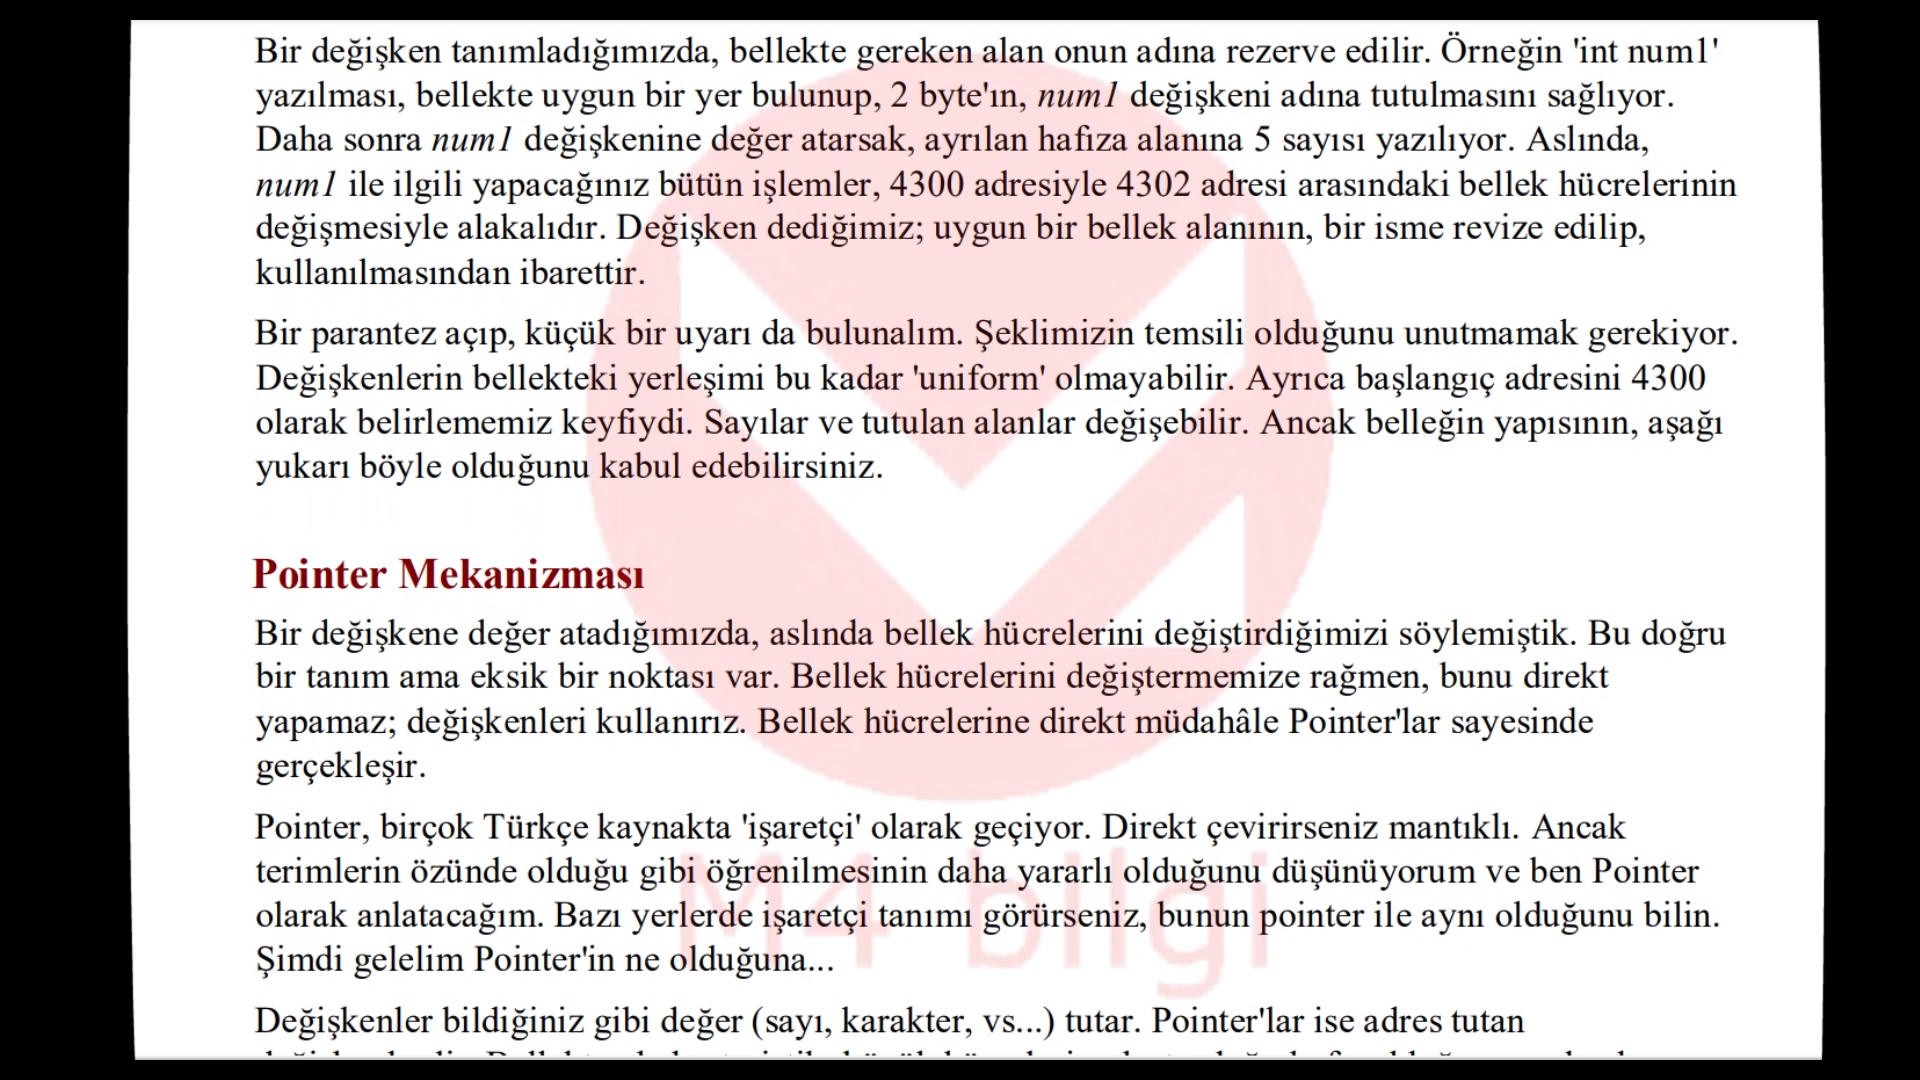 Bir değişken tanımladığımızda, bellekte gereken alan onun adına rezerve edilir. Örneğin 'int num1'
yazılması, bellekte uygun bir yer bulunup, 2 byte'ın, num1 değişkeni adına tutulmasını sağlıyor.
Daha sonra num1 değişkenine değer atarsak, ayrılan hafıza alanına 5 sayısı yazılıyor. Aslında,
num1 ile ilgili yapacağınız bütün işlemler, 4300 adresiyle 4302 adresi arasındaki bellek hücrelerinin
değişmesiyle alakalıdır. Değişken dediğimiz; uygun bir bellek alanının, bir isme revize edilip,
kullanılmasından ibarettir.
Bir parantez açıp, küçük bir uyarı da bulunalım. Şeklimizin temsili olduğunu unutmamak gerekiyor.
Değişkenlerin bellekteki yerleşimi bu kadar 'uniform' olmayabilir. Ayrıca başlangıç adresini 4300
olarak belirlememiz keyfiydi. Sayılar ve tutulan alanlar değişebilir. Ancak belleğin yapısının, aşağı
yukarı böyle olduğunu kabul edebilirsiniz.
Pointer Mekanizması
Bir değişkene değer atadığımızda, aslında bellek hücrelerini değiştirdiğimizi söylemiştik. Bu doğru
bir tanım ama eksik bir noktası var. Bellek hücrelerini değiştermemize rağmen, bunu direkt
yapamaz; değişkenleri kullanırız. Bellek hücrelerine direkt müdahâle Pointer'lar sayesinde
gerçekleşir.
Pointer, birçok Türkçe kaynakta 'işaretçi' olarak geçiyor. Direkt çevirirseniz mantıklı. Ancak
terimlerin özünde olduğu gibi öğrenilmesinin daha yararlı olduğunu düşünüyorum ve ben Pointer
olarak anlatacağım. Bazı yerlerde işaretçi tanımı görürseniz, bunun pointer ile aynı olduğunu bilin.
Şimdi gelelim Pointer'in ne olduğuna...
Değişkenler bildiğiniz gibi değer (sayı, karakter, vs...) tutar. Pointer'lar ise adres tutan
M4 bilgi